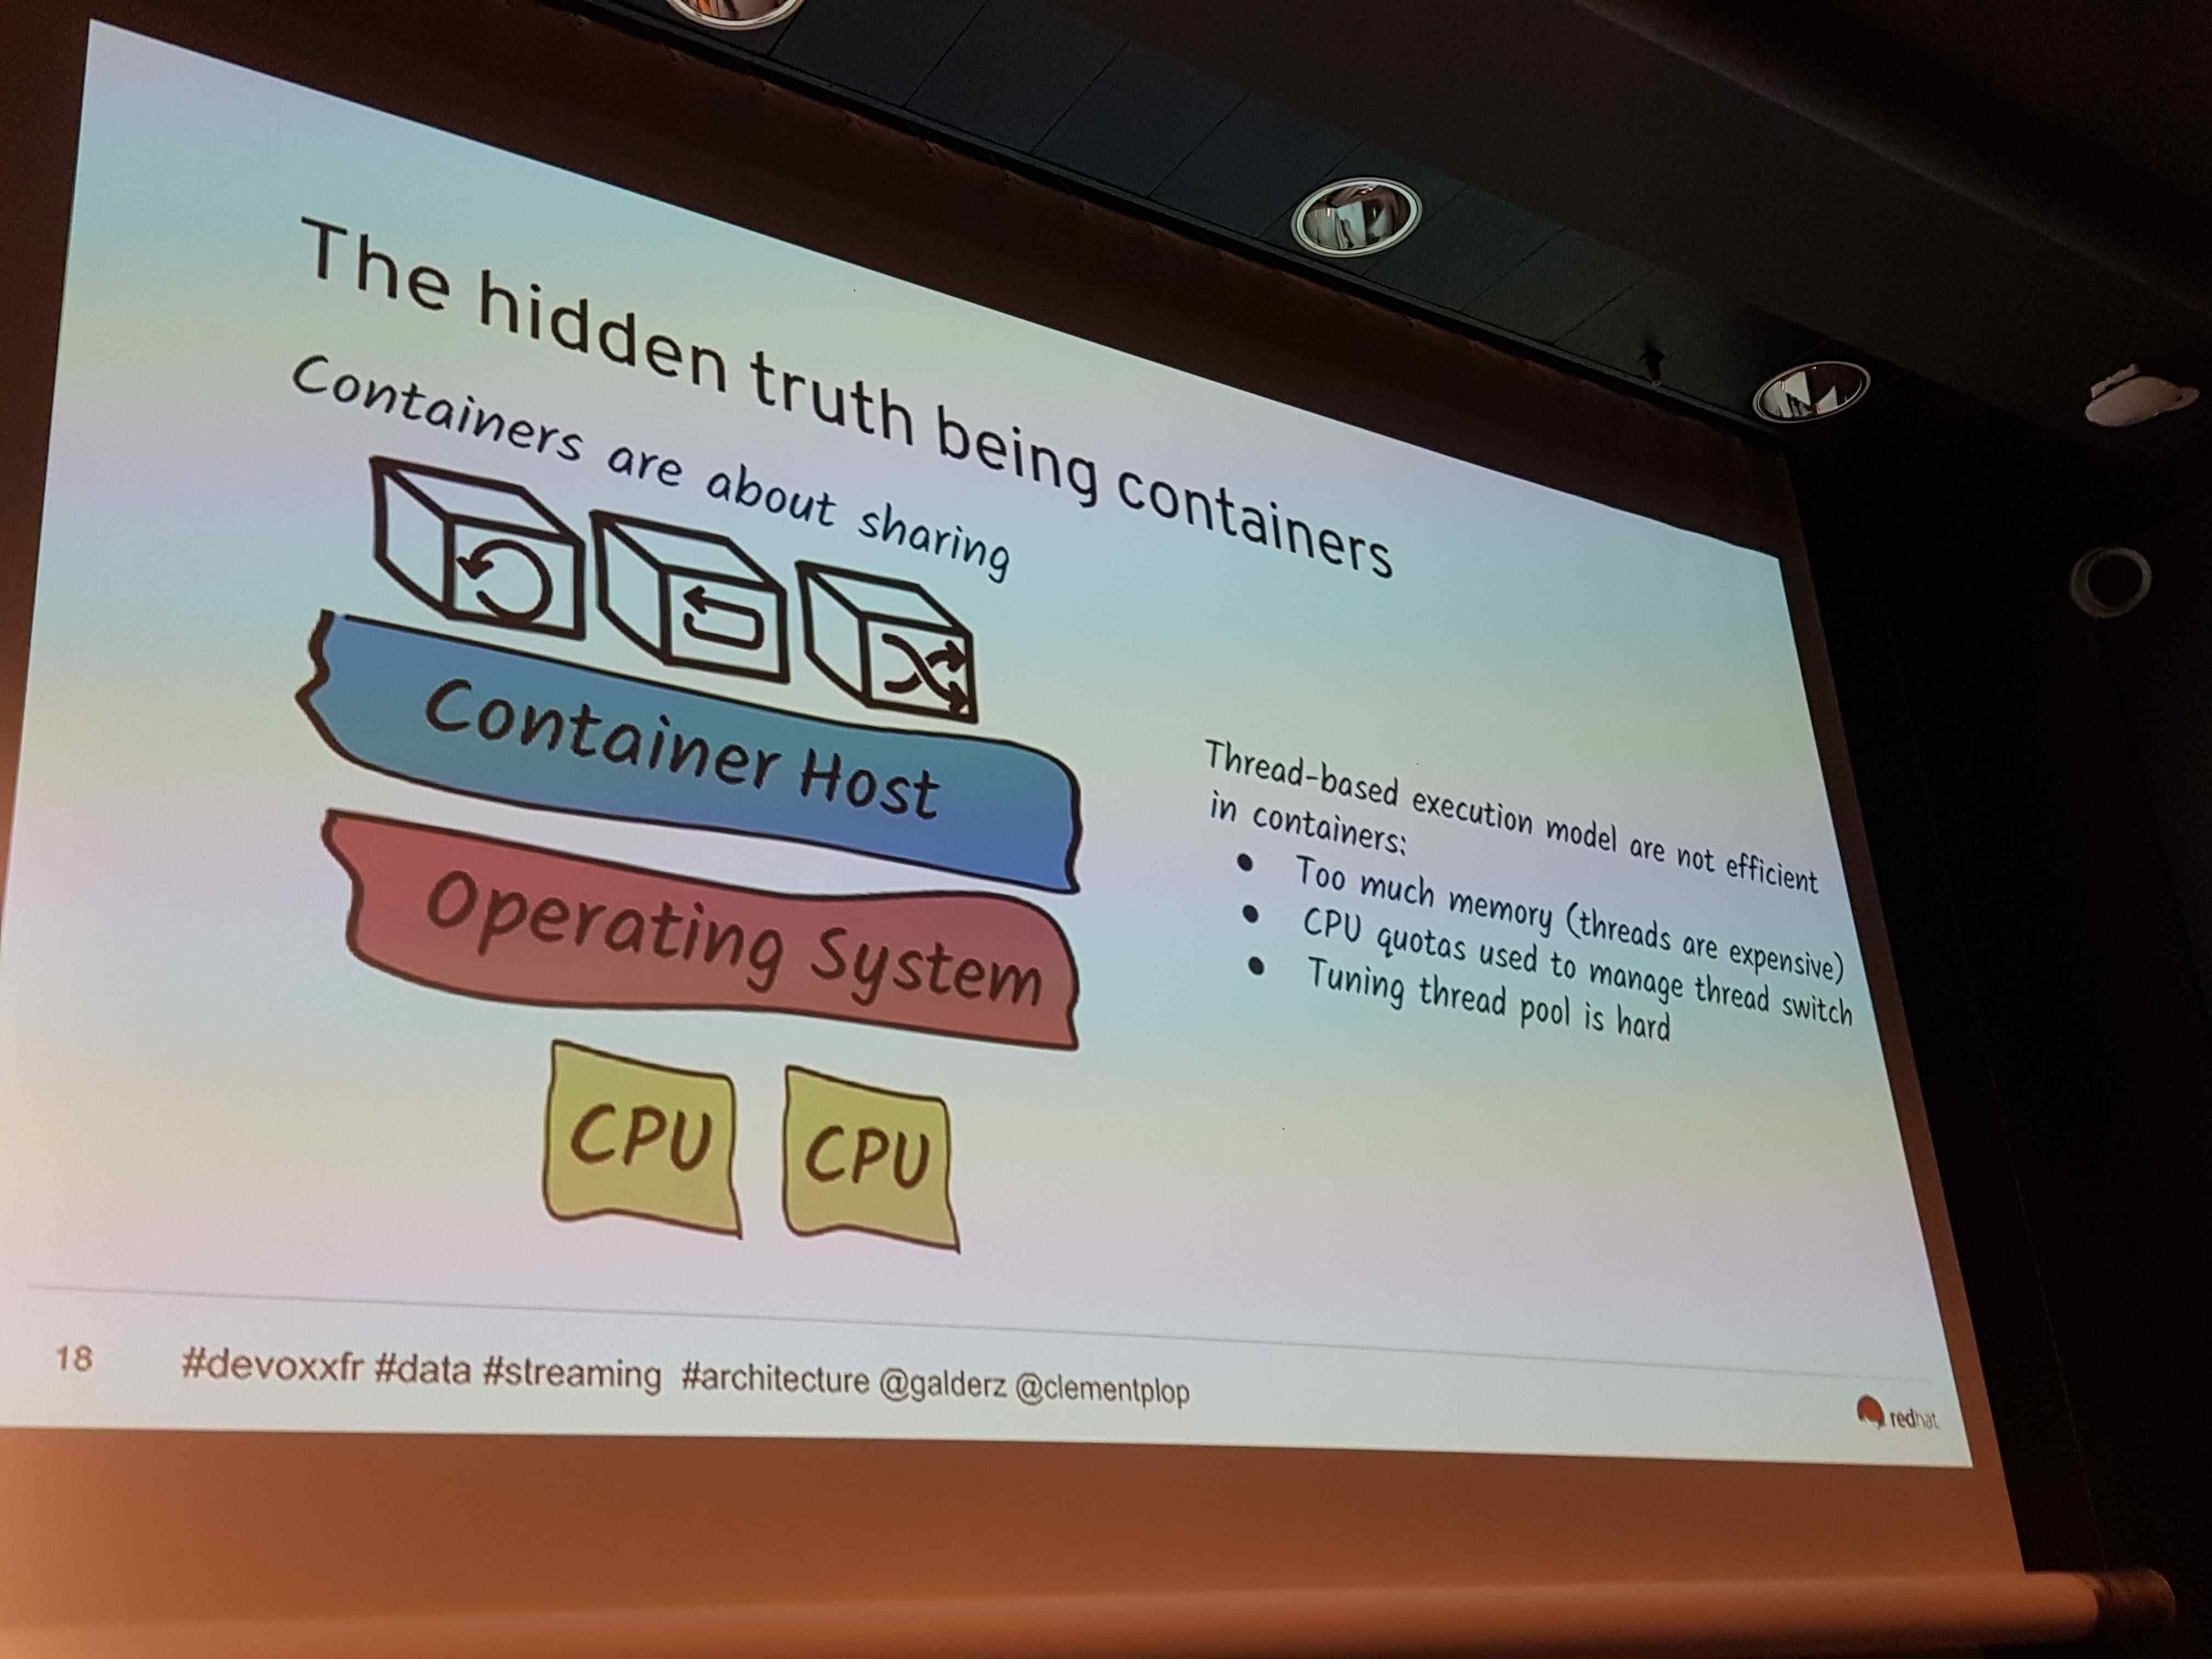 The hidden truth being containers
Containers are about sharing
Container Host
Operating System
CPU CPU
Thread-based execution model are not efficient
in containers:
● Too much memory (threads are expensive)
● CPU quotas used to manage thread switch
● Tuning thread pool is hard
18 #devoxxfr #data #streaming #architecture @galderz @clementplop
redhat